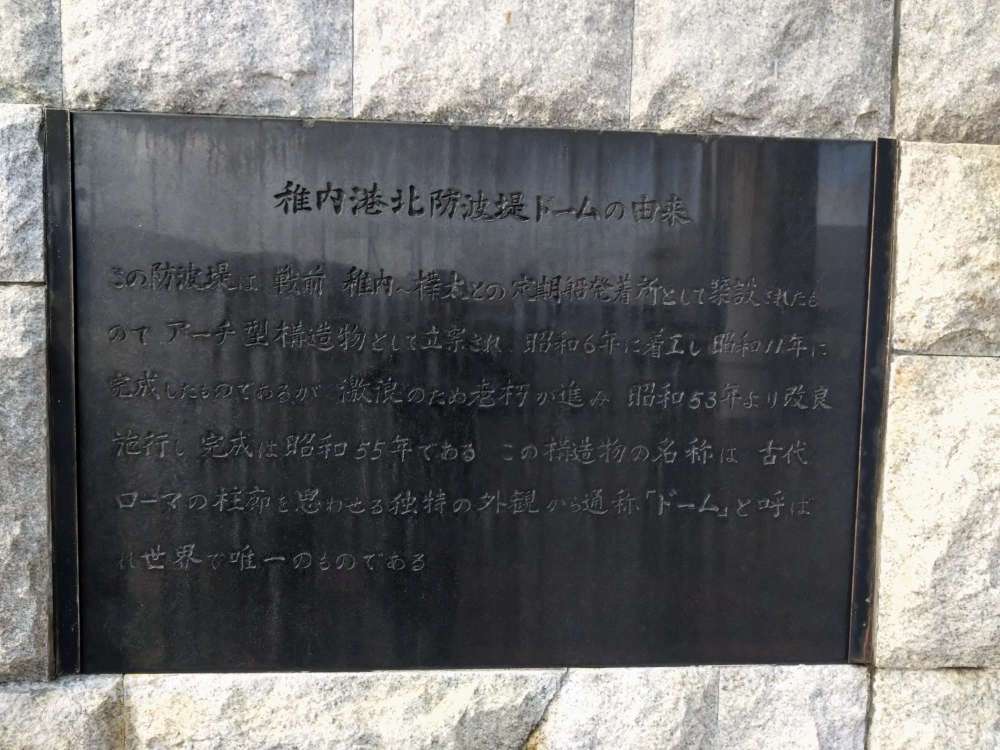 稚内港北防波堤ドームの由来
この防波堤は 戦前 稚内～樺太との定期船発着所として築設されたも
ので アーチ型構造物として立案され 昭和6年に着工し 昭和11年に
完成したものであるが 激浪のため老朽が進み 昭和53年より改良
施行し 完成は昭和55年である この構造物の名称は 古代
ローマの柱廊を思わせる独特の外観から通称「ドーム」と呼ば
れ世界で唯一のものである